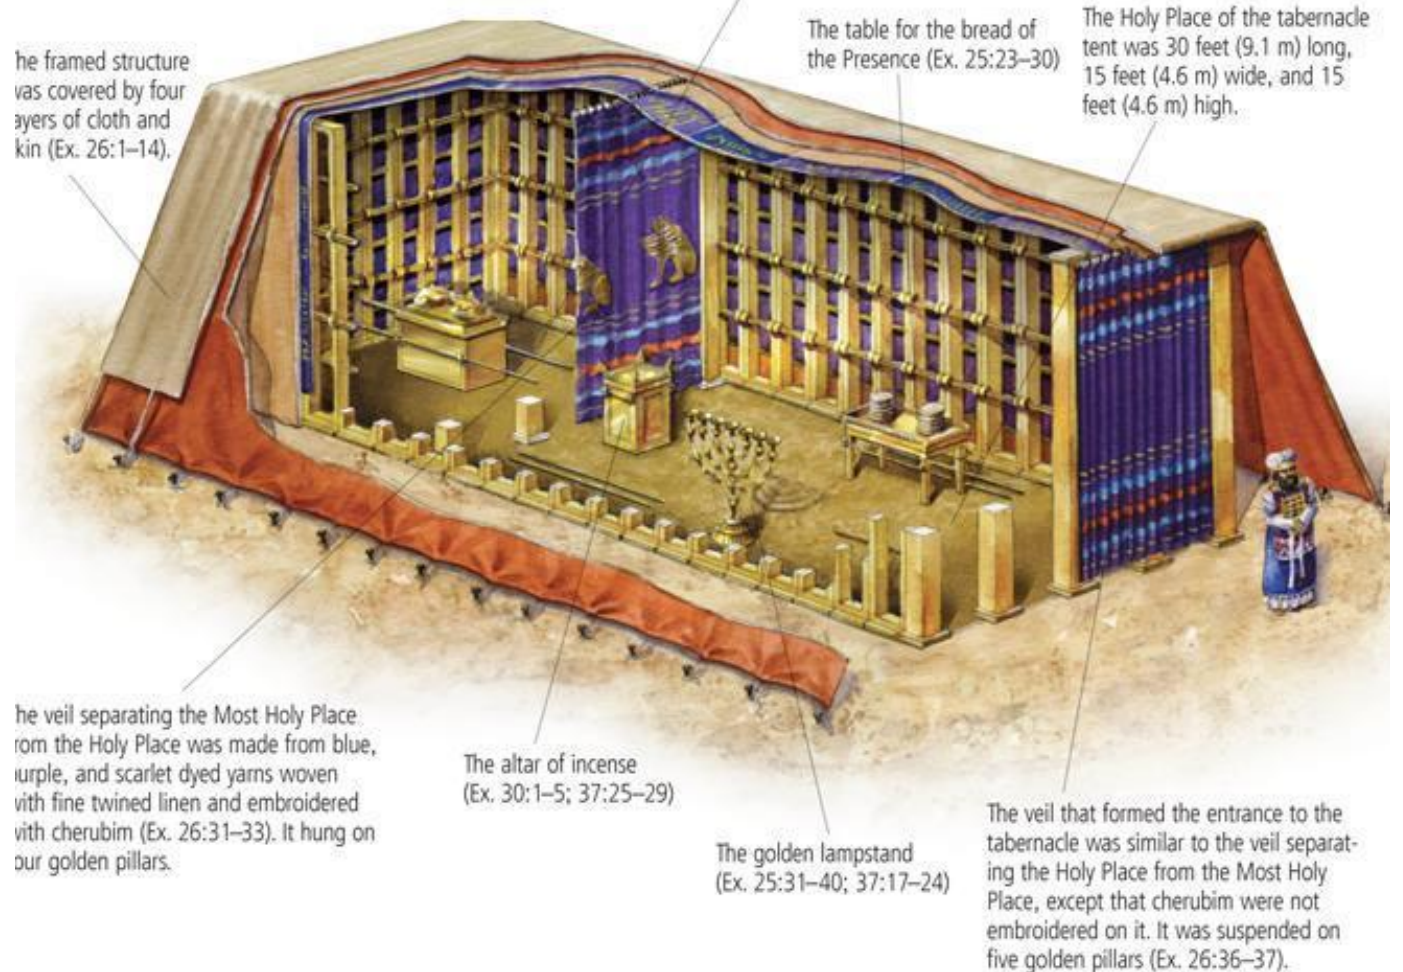 he framed structure
was covered by four
ayers of cloth and
kin (Ex. 26:1–14).
The table for the bread of
the Presence (Ex. 25:23–30)
The Holy Place of the tabernacle
tent was 30 feet (9.1 m) long,
15 feet (4.6 m) wide, and 15
feet (4.6 m) high.
he veil separating the Most Holy Place
rom the Holy Place was made from blue,
urple, and scarlet dyed yarns woven
with fine twined linen and embroidered
with cherubim (Ex. 26:31–33). It hung on
our golden pillars.
The altar of incense
(Ex. 30:1–5; 37:25–29)
The golden lampstand
(Ex. 25:31–40; 37:17–24)
The veil that formed the entrance to the
tabernacle was similar to the veil separat-
ing the Holy Place from the Most Holy
Place, except that cherubim were not
embroidered on it. It was suspended on
five golden pillars (Ex. 26:36–37).